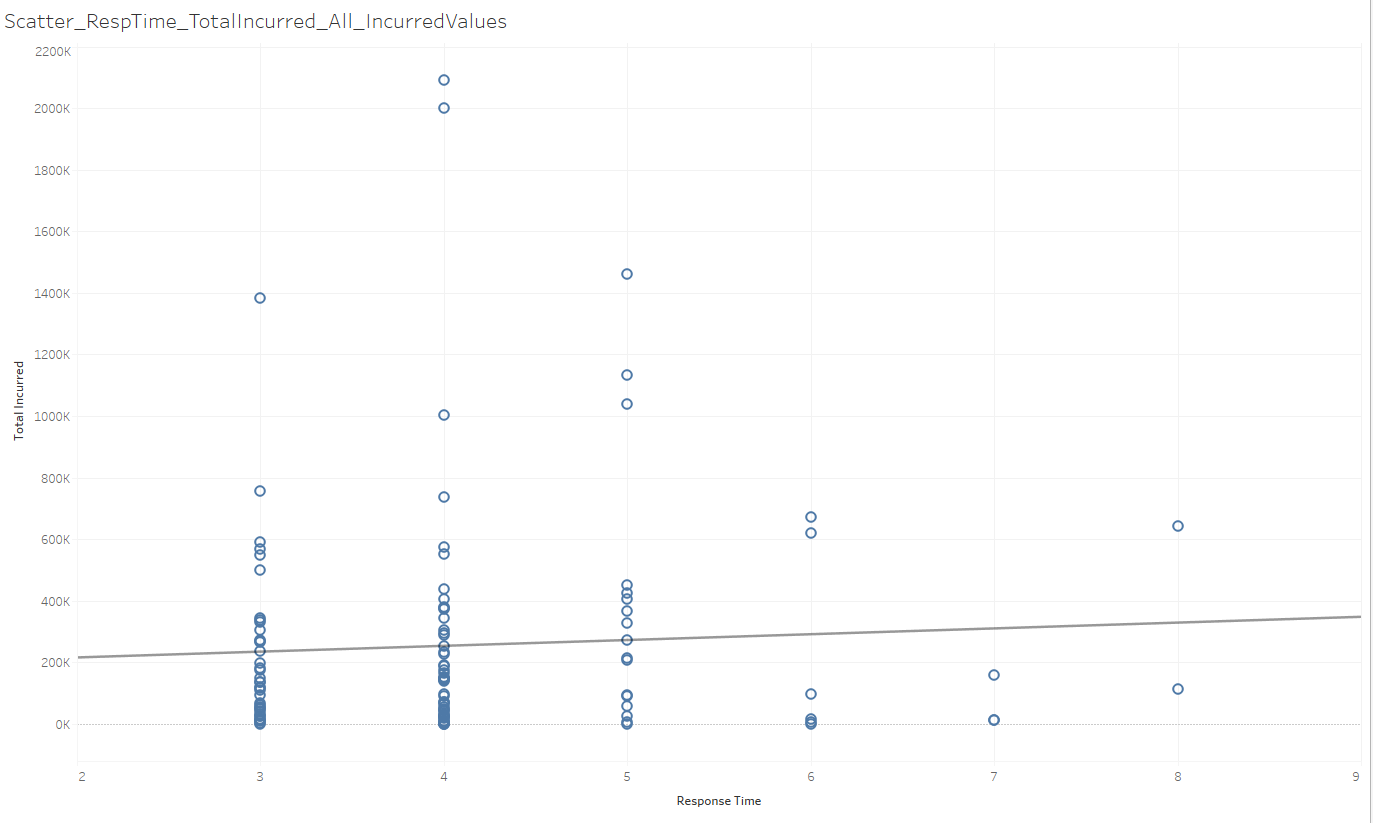 Scatter_RespTime_TotalIncurred_All_IncurredValues
2200K
2000K
1800K
1600K
1400K
1200K
1000K
800K
600K
400K
200K
0K
Total Incurred
2 3 4 5 6 7 8 9
Response Time